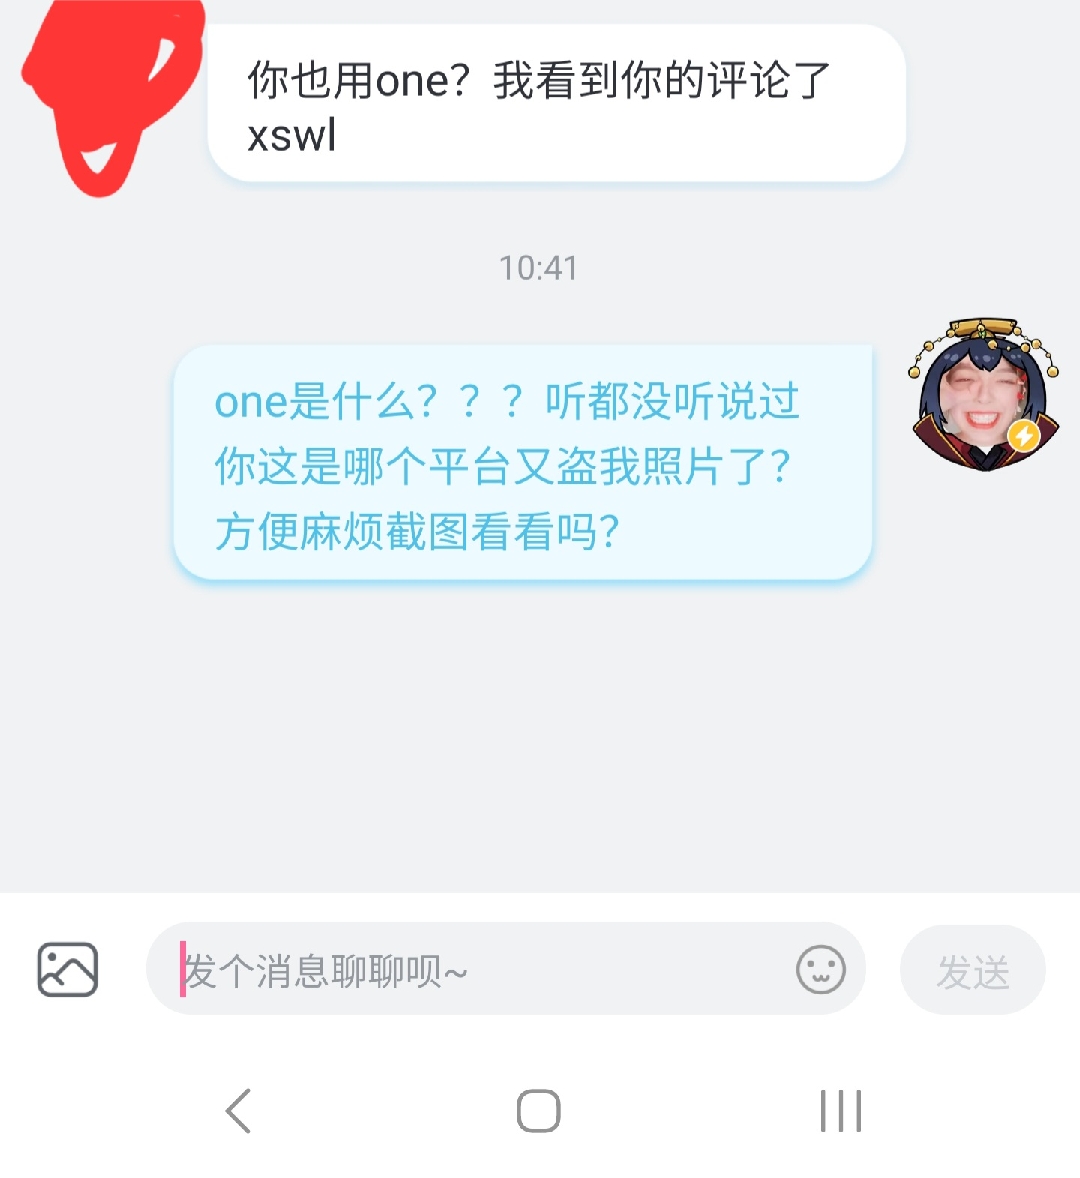 你也用one？我看到你的评论了
xswl
10:41
one是什么？？？听都没听说过
你这是哪个平台又盗我照片了？
方便麻烦截图看看吗？
发个消息聊聊呗~
发送